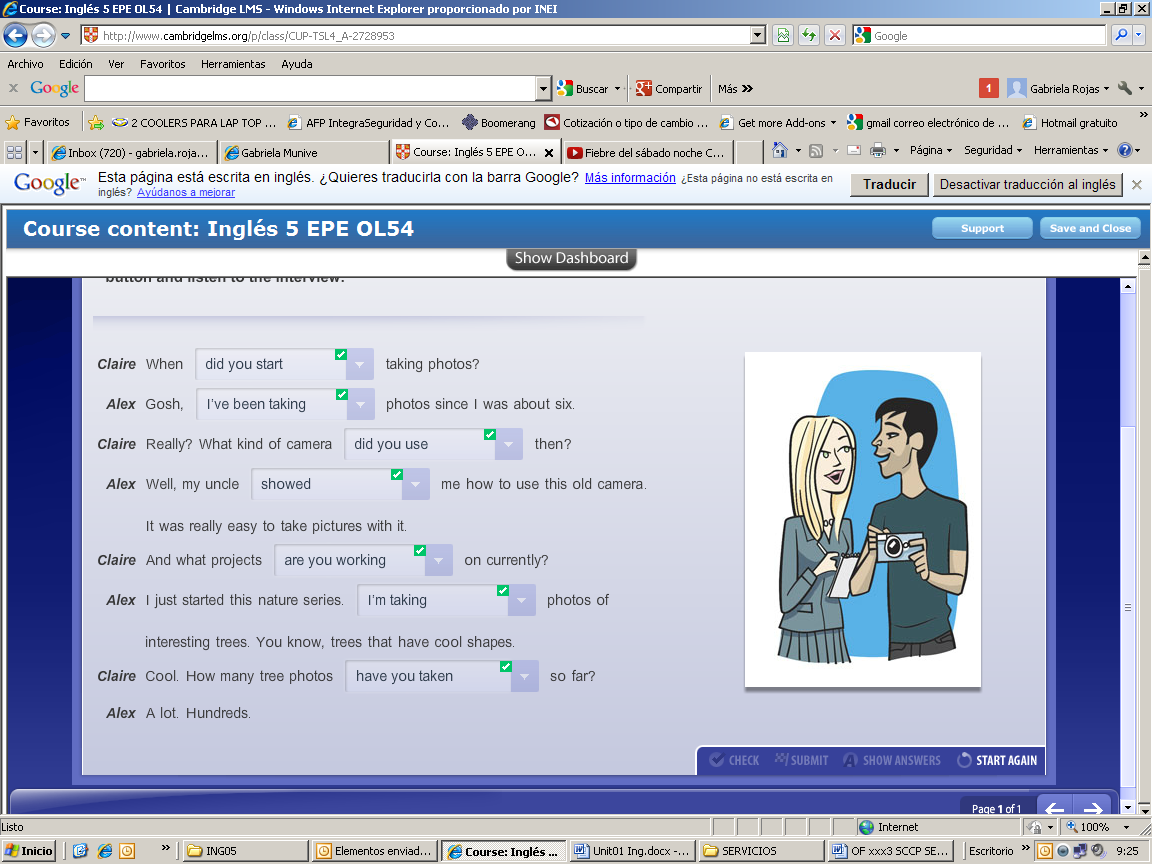 Course: Inglés 5 EPE OL54 | Cambridge LMS - Windows Internet Explorer proporcionado por INEI
http://www.cambridgelms.org/p/class/CUP-TSL4_A-2728953
Google
Archivo Edición Ver Favoritos Herramientas Ayuda
x Google Buscar Compartir Más » 1 Gabriela Rojas
Favoritos 2 COOLERS PARA LAP TOP ... AFP IntegraSeguridad y Co... Boomerang Cotización o tipo de cambio ... Get more Add-ons gmail correo electrónico de ... Hotmail gratuito »
Inbox (720) - gabriela.roja... Gabriela Munive Course: Inglés 5 EPE O... x Fiebre del sábado noche C... Página Seguridad Herramientas »
Google™ Esta página está escrita en inglés. ¿Quieres traducirla con la barra Google? Más información ¿Esta página no está escrita en inglés? Ayúdanos a mejorar Traducir Desactivar traducción al inglés
Course content: Inglés 5 EPE OL54 Support Save and Close
Show Dashboard
button and listen to the interview.
Claire When did you start taking photos?
Alex Gosh, I've been taking photos since I was about six.
Claire Really? What kind of camera did you use then?
Alex Well, my uncle showed me how to use this old camera.
It was really easy to take pictures with it.
Claire And what projects are you working on currently?
Alex I just started this nature series. I'm taking photos of
interesting trees. You know, trees that have cool shapes.
Claire Cool. How many tree photos have you taken so far?
Alex A lot. Hundreds.
CHECK SUBMIT SHOW ANSWERS START AGAIN
Page 1 of 1
Listo Internet 100%
Inicio » ING05 Elementos enviad... Course: Inglés ... Unit01 Ing.docx -... SERVICIOS OF xxx3 SCCP SE... Escritorio » 9:25